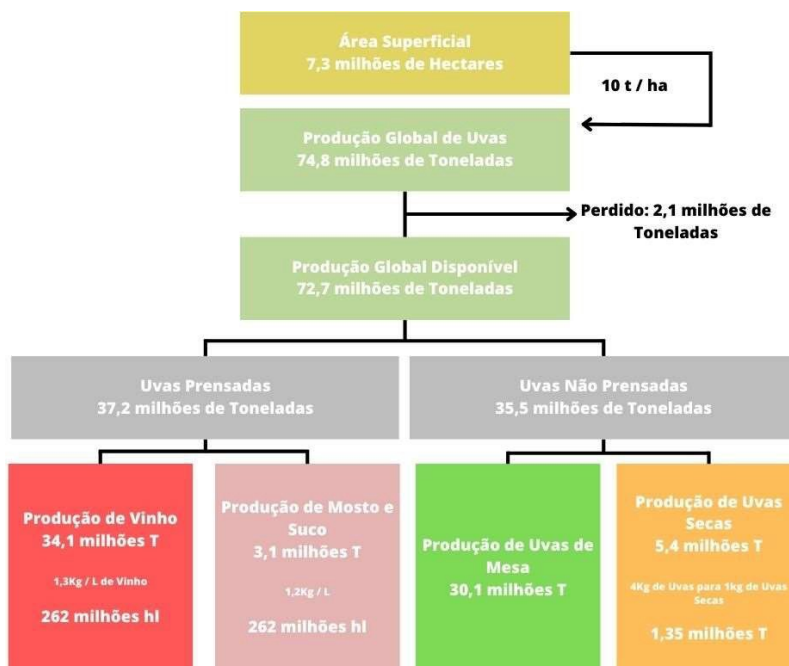 Área Superficial
7,3 milhões de Hectares
10 t / ha
Produção Global de Uvas
74,8 milhões de Toneladas
Perdido: 2,1 milhões de
Toneladas
Produção Global Disponível
72,7 milhões de Toneladas
Uvas Prensadas
37,2 milhões de Toneladas
Uvas Não Prensadas
35,5 milhões de Toneladas
Produção de Vinho
34,1 milhões T
1,3Kg / L de Vinho
262 milhões hl
Produção de Mosto e
Suco
3,1 milhões T
1,2Kg / L
262 milhões hl
Produção de Uvas de
Mesa
30,1 milhões T
Produção de Uvas
Secas
5,4 milhões T
4Kg de Uvas para 1kg de Uvas
Secas
1,35 milhões T